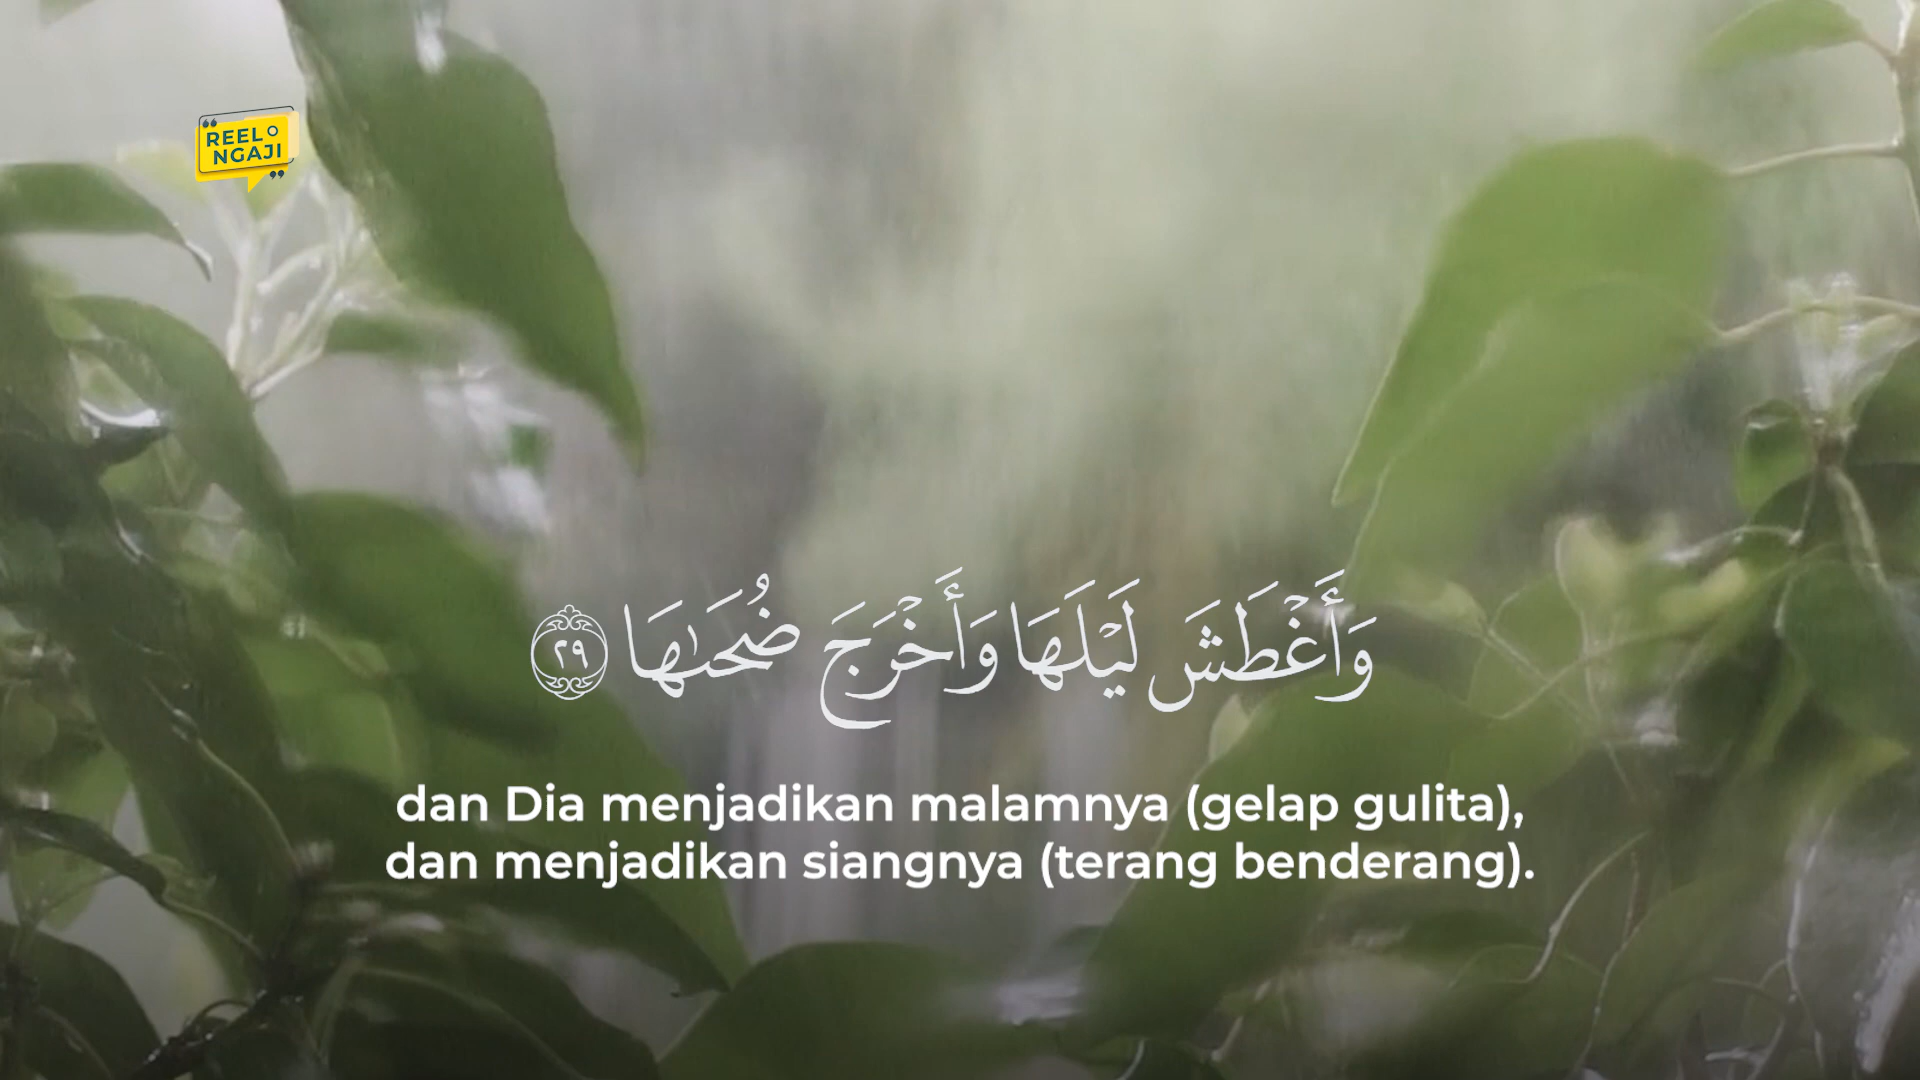 REEL
NGAJI
وَأَغْطَشَ لَيْلَهَا وَأَخْرَجَ ضُحَىٰهَا ٢٩
dan Dia menjadikan malamnya (gelap gulita),
dan menjadikan siangnya (terang benderang).